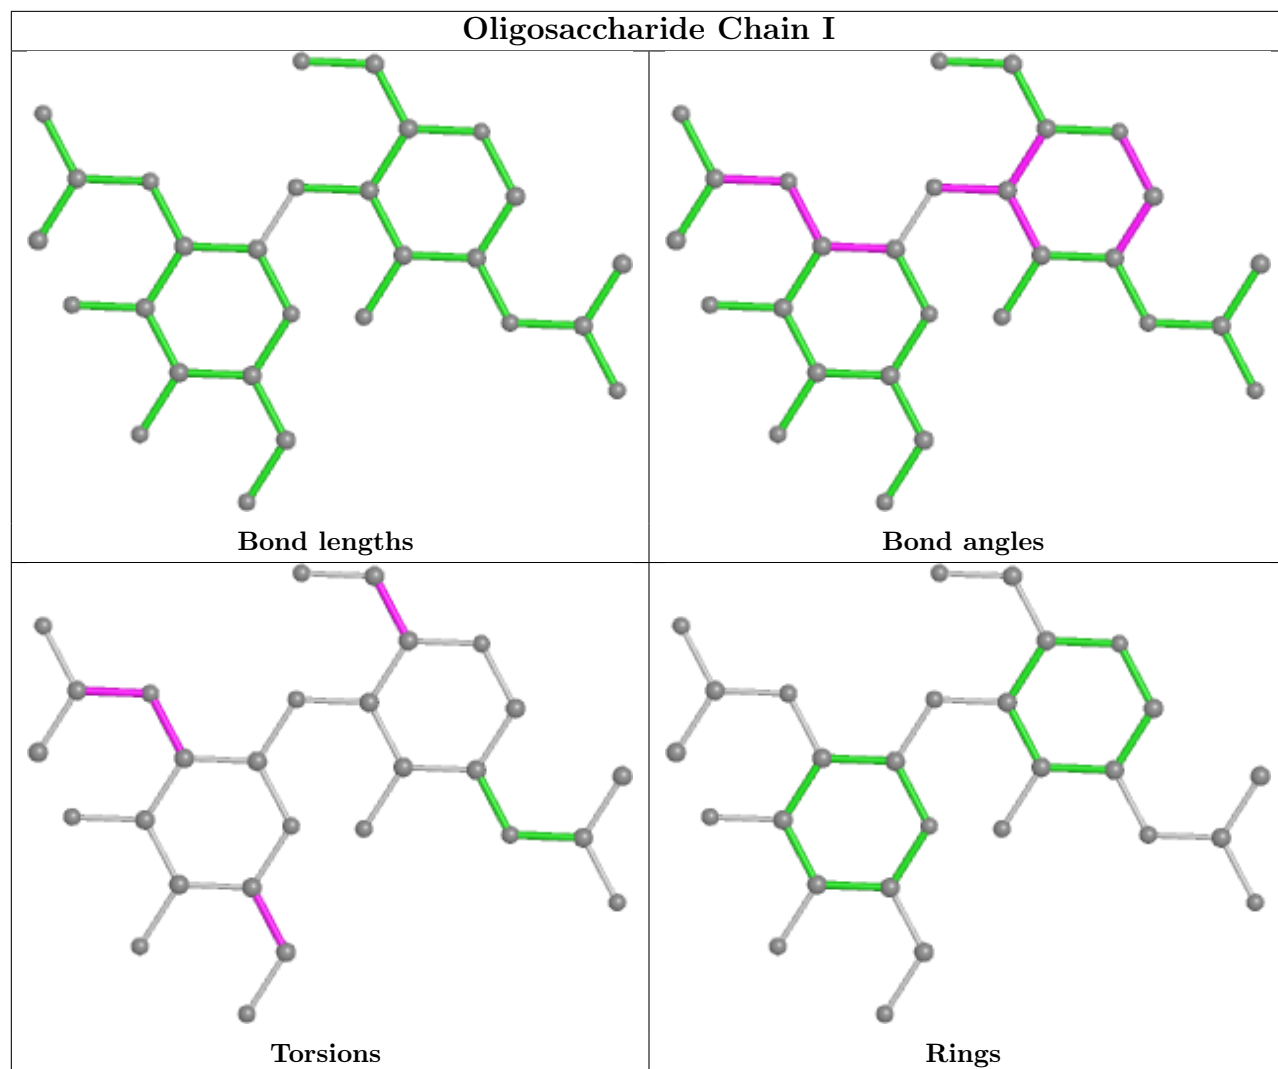 Oligosaccharide Chain I
Bond lengths
Bond angles
Torsions
Rings